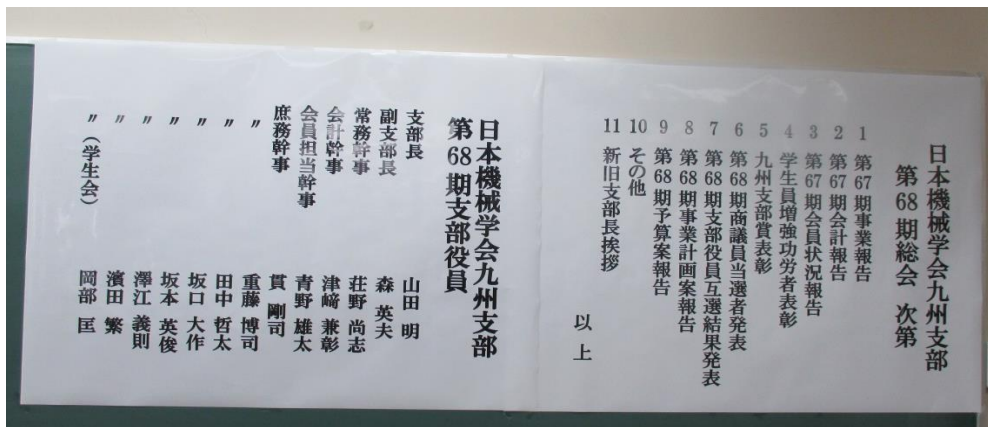 日本機械学会九州支部
第68期総会 次第
1 第67期事業報告
2 第67期会計報告
3 第67期会員状況報告
4 学生員増強功労者表彰
5 九州支部賞表彰
6 第68期商議員当選者発表
7 第68期支部役員互選結果発表
8 第68期事業計画案報告
9 第68期予算案報告
10 その他
11 新旧支部長挨拶
以上
日本機械学会九州支部
第68期支部役員
支部長 山田 明
副支部長 森 英夫
常務幹事 荘野 尚志
会計幹事 津﨑 兼彰
会員担当幹事 青野 雄太
庶務幹事 貫 剛司
〃 重藤 博司
〃 田中 哲太
〃 坂口 大作
〃 坂本 英俊
〃 澤江 義則
〃 濱田 繁
〃（学生会） 岡部 匡